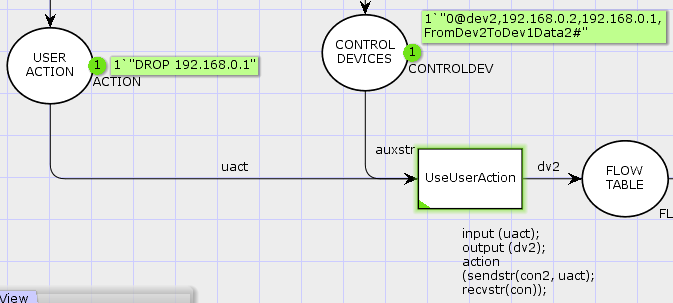 USER
ACTION
1
1`"DROP 192.168.0.1"
ACTION
CONTROL
DEVICES
1
1`"0@dev2,192.168.0.2,192.168.0.1,
FromDev2ToDev1Data2#"
CONTROLDEV
uact
auxstr
UseUserAction
dv2
FLOW
TABLE
FL
input (uact);
output (dv2);
action
(sendstr(con2, uact);
recvstr(con));
View